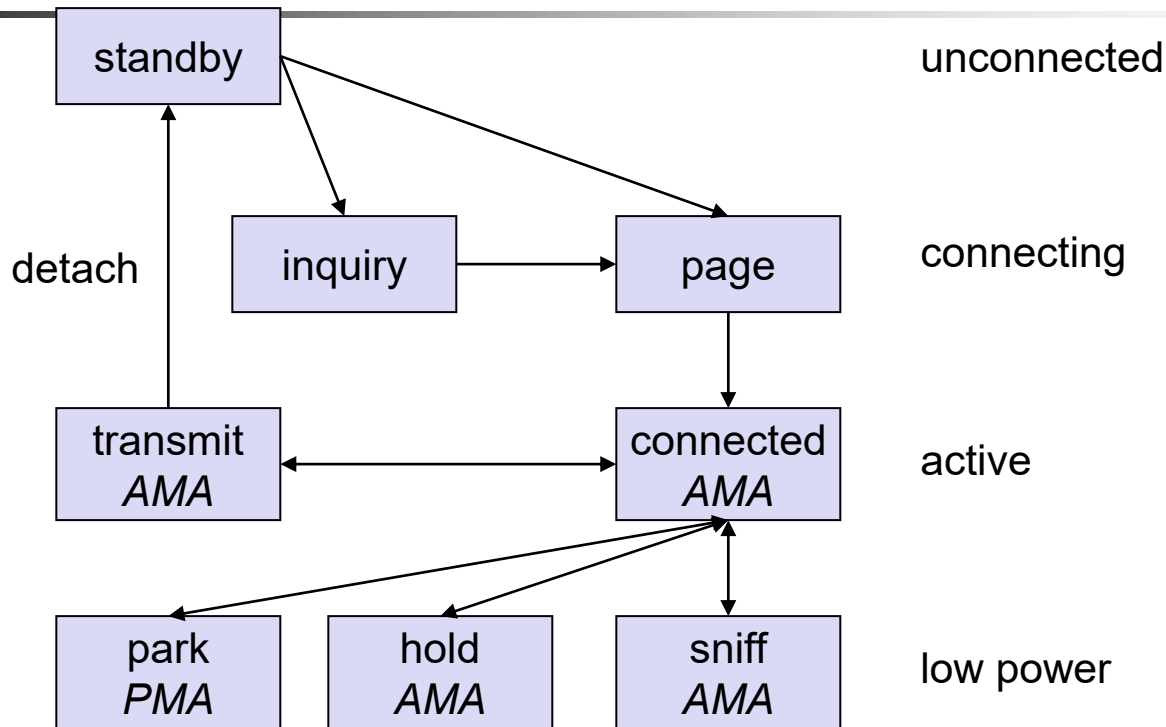 standby
unconnected
detach
inquiry
page
connecting
transmit
AMA
connected
AMA
active
park
PMA
hold
AMA
sniff
AMA
low power